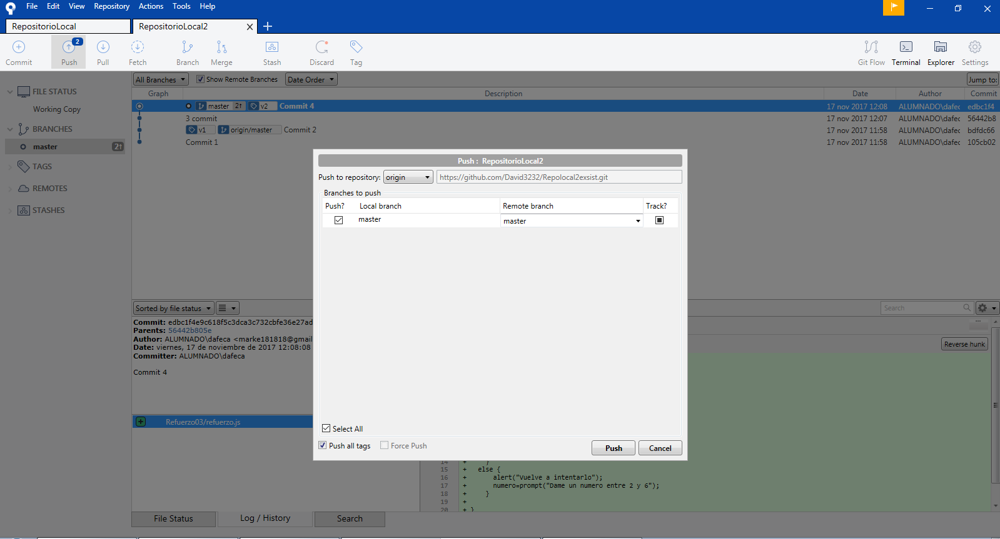 File Edit View Repository Actions Tools Help
RepositorioLocal RepositorioLocal2
2
Commit Push Pull Fetch Branch Merge Stash Discard Tag Git Flow Terminal Explorer Settings
All Branches Show Remote Branches Date Order Jump to:
Graph Description Date Author Commit
master 2↑ v2 Commit 4 17 nov 2017 12:08 ALUMNADO\dafec edbc1f4
3 commit 17 nov 2017 12:07 ALUMNADO\dafec 56442b8
v1 origin/master Commit 2 17 nov 2017 11:58 ALUMNADO\dafec bdfdc66
Commit 1 17 nov 2017 11:58 ALUMNADO\dafec 105cb02
FILE STATUS
Working Copy
BRANCHES
master 2↑
TAGS
REMOTES
STASHES
Push : RepositorioLocal2
Push to repository: origin https://github.com/David3232/Repolocal2exsist.git
Branches to push
Push? Local branch Remote branch Track?
master master
Select All
Push all tags Force Push Push Cancel
Sorted by file status Search
Commit: edbc1f4e9c618f5c3dca3c732cbfe36e27ad
Parents: 56442b805e
Author: ALUMNADO\dafeca <marke181818@gmail
Date: viernes, 17 de noviembre de 2017 12:08:08
Committer: ALUMNADO\dafeca
Commit 4
Reverse hunk
Refuerzo03/refuerzo.js
14 + }
15 + else {
16 + alert("Vuelve a intentarlo");
17 + numero=prompt("Dame un numero entre 2 y 6");
18 + }
19 +
20 + }
File Status Log / History Search